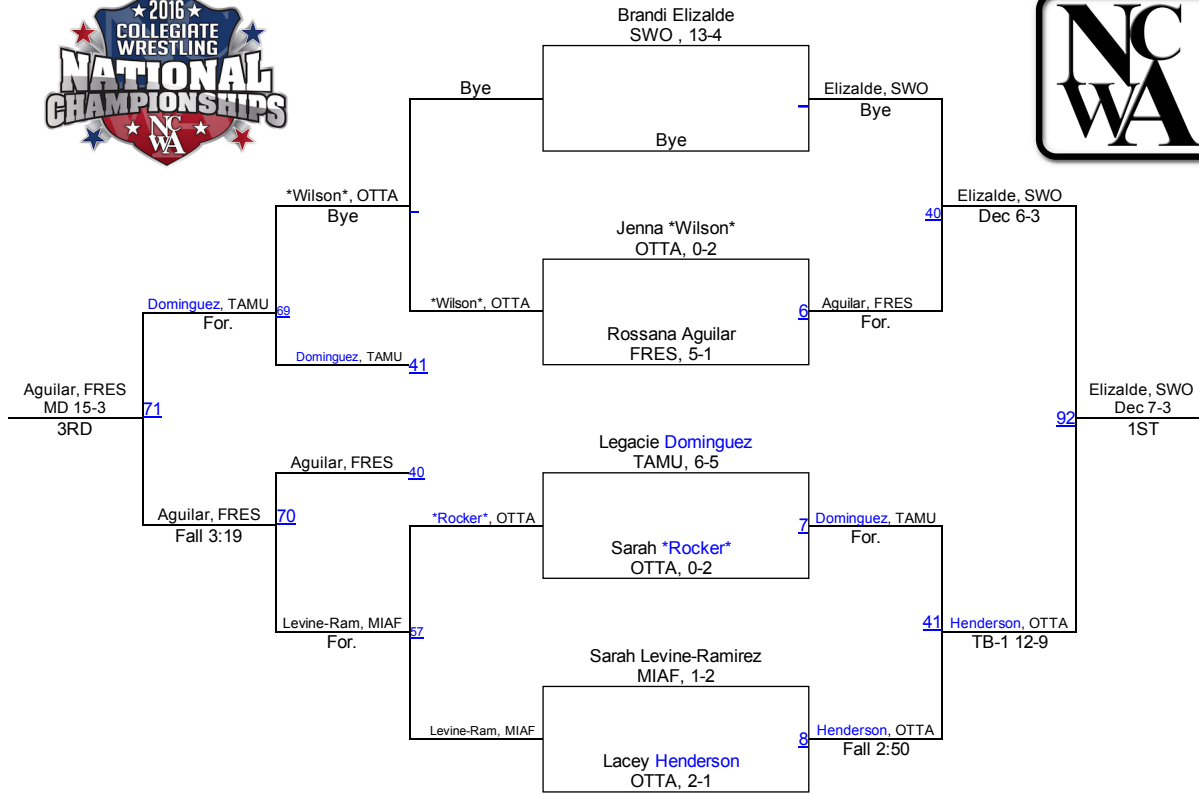 ★ 2016 ★
COLLEGIATE
WRESTLING
NATIONAL
CHAMPIONSHIPS
NC
WA
NC
WA
Brandi Elizalde
SWO , 13-4
Bye
Bye
Elizalde, SWO
Bye
*Wilson*, OTTA
Bye
Elizalde, SWO
Dec 6-3
40
Jenna *Wilson*
OTTA, 0-2
*Wilson*, OTTA
6
Aguilar, FRES
For.
Rossana Aguilar
FRES, 5-1
Dominguez, TAMU
For.
69
Dominguez, TAMU
41
Aguilar, FRES
MD 15-3
3RD
71
Elizalde, SWO
Dec 7-3
1ST
92
Legacie Dominguez
TAMU, 6-5
Aguilar, FRES
40
Aguilar, FRES
Fall 3:19
70
*Rocker*, OTTA
7
Dominguez, TAMU
For.
Sarah *Rocker*
OTTA, 0-2
Levine-Ram, MIAF
For.
57
41
Henderson, OTTA
TB-1 12-9
Sarah Levine-Ramirez
MIAF, 1-2
Levine-Ram, MIAF
8
Henderson, OTTA
Fall 2:50
Lacey Henderson
OTTA, 2-1